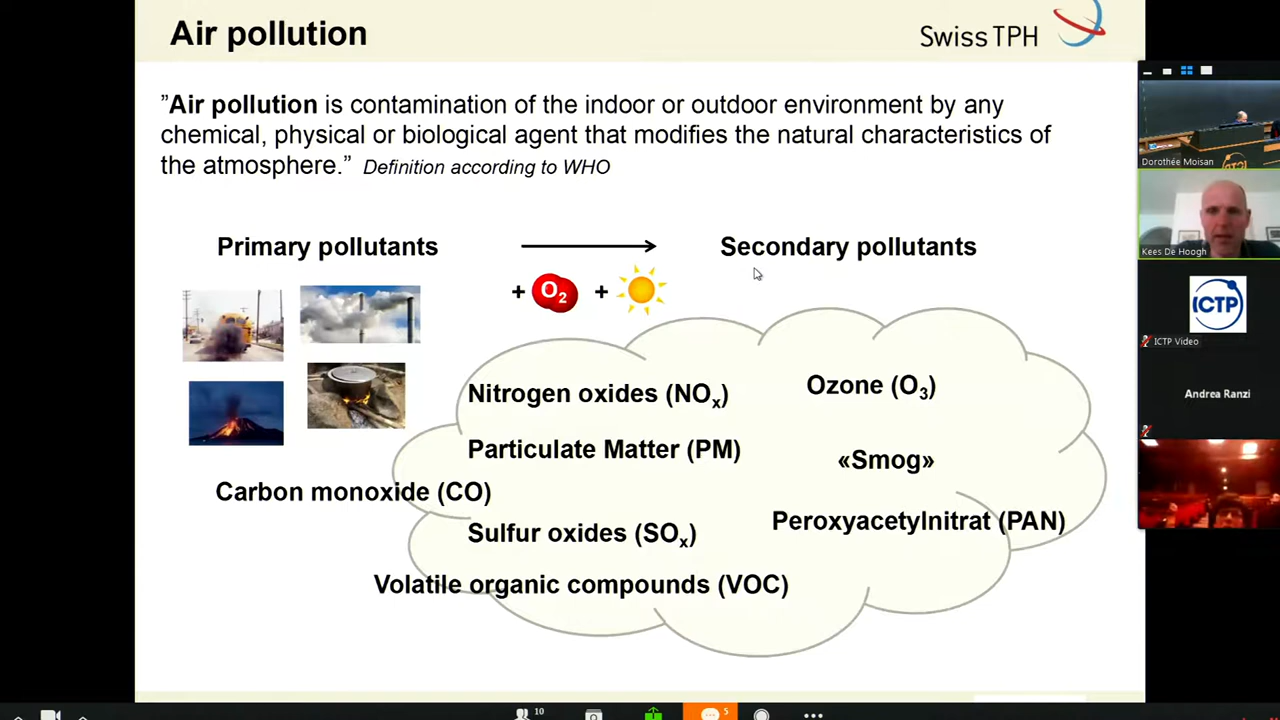 Air pollution
Swiss TPH
”Air pollution is contamination of the indoor or outdoor environment by any
chemical, physical or biological agent that modifies the natural characteristics of
the atmosphere.” Definition according to WHO
Primary pollutants
Secondary pollutants
+ O2 +
Nitrogen oxides (NOx)
Ozone (O3)
Particulate Matter (PM)
«Smog»
Carbon monoxide (CO)
Peroxyacetylnitrat (PAN)
Sulfur oxides (SOx)
Volatile organic compounds (VOC)
Dorothée Moisan
Kees De Hoogh
ICTP
ICTP Video
Andrea Ranzi
10
5